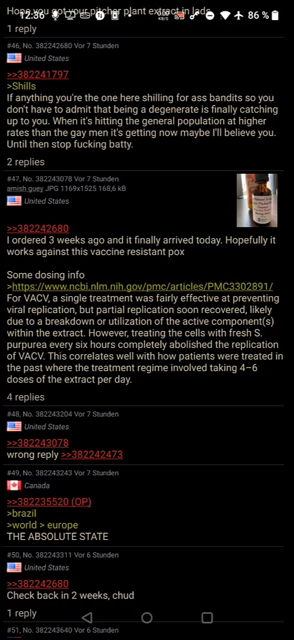 Hope you got your pitcher plant extract in lads
12:36
86 %
1 reply
#46, No. 382242680 Vor 7 Stunden
United States
>>382241797
>Shills
If anything you're the one here shilling for ass bandits so you
don't have to admit that being a degenerate is finally catching
up to you. When it's hitting the general population at higher
rates than the gay men it's getting now maybe I'll believe you.
Until then stop fucking batty.
2 replies
#47, No. 382243078 Vor 7 Stunden
amish guey JPG 1169x1525 168,6 kB
United States
>>382242680
I ordered 3 weeks ago and it finally arrived today. Hopefully it
works against this vaccine resistant pox
Some dosing info
>https://www.ncbi.nlm.nih.gov/pmc/articles/PMC3302891/
For VACV, a single treatment was fairly effective at preventing
viral replication, but partial replication soon recovered, likely
due to a breakdown or utilization of the active component(s)
within the extract. However, treating the cells with fresh S.
purpurea every six hours completely abolished the replication
of VACV. This correlates well with how patients were treated in
the past where the treatment regime involved taking 4–6
doses of the extract per day.
4 replies
#48, No. 382243204 Vor 7 Stunden
United States
>>382243078
wrong reply >>382242473
#49, No. 382243243 Vor 7 Stunden
Canada
>>382235520 (OP)
>brazil
>world > europe
THE ABSOLUTE STATE
#50, No. 382243311 Vor 6 Stunden
United States
>>382242680
Check back in 2 weeks, chud
1 reply
#51, No. 382243640 Vor 6 Stunden